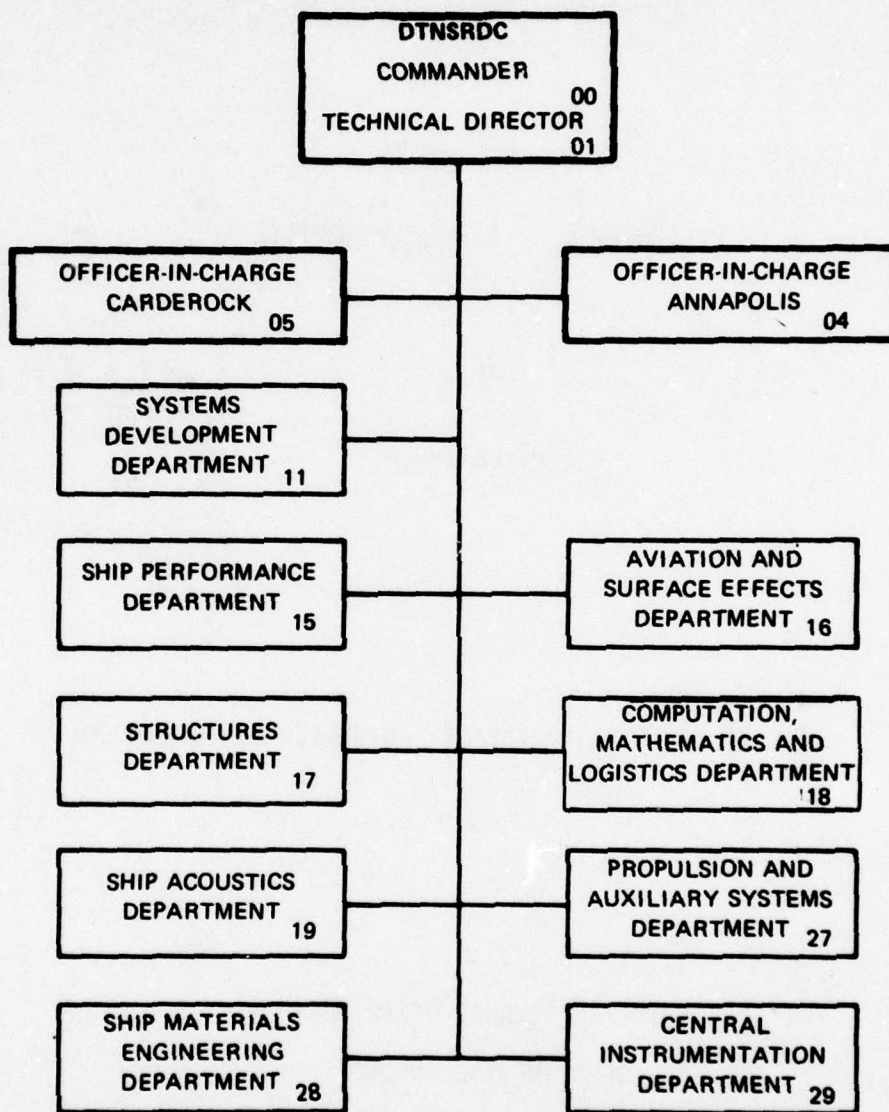 DTNSRDC
COMMANDER
00
TECHNICAL DIRECTOR
01
OFFICER-IN-CHARGE
CARDEROCK
05
OFFICER-IN-CHARGE
ANNAPOLIS
04
SYSTEMS
DEVELOPMENT
DEPARTMENT
11
SHIP PERFORMANCE
DEPARTMENT
15
AVIATION AND
SURFACE EFFECTS
DEPARTMENT
16
STRUCTURES
DEPARTMENT
17
COMPUTATION,
MATHEMATICS AND
LOGISTICS DEPARTMENT
18
SHIP ACOUSTICS
DEPARTMENT
19
PROPULSION AND
AUXILIARY SYSTEMS
DEPARTMENT
27
SHIP MATERIALS
ENGINEERING
DEPARTMENT
28
CENTRAL
INSTRUMENTATION
DEPARTMENT
29